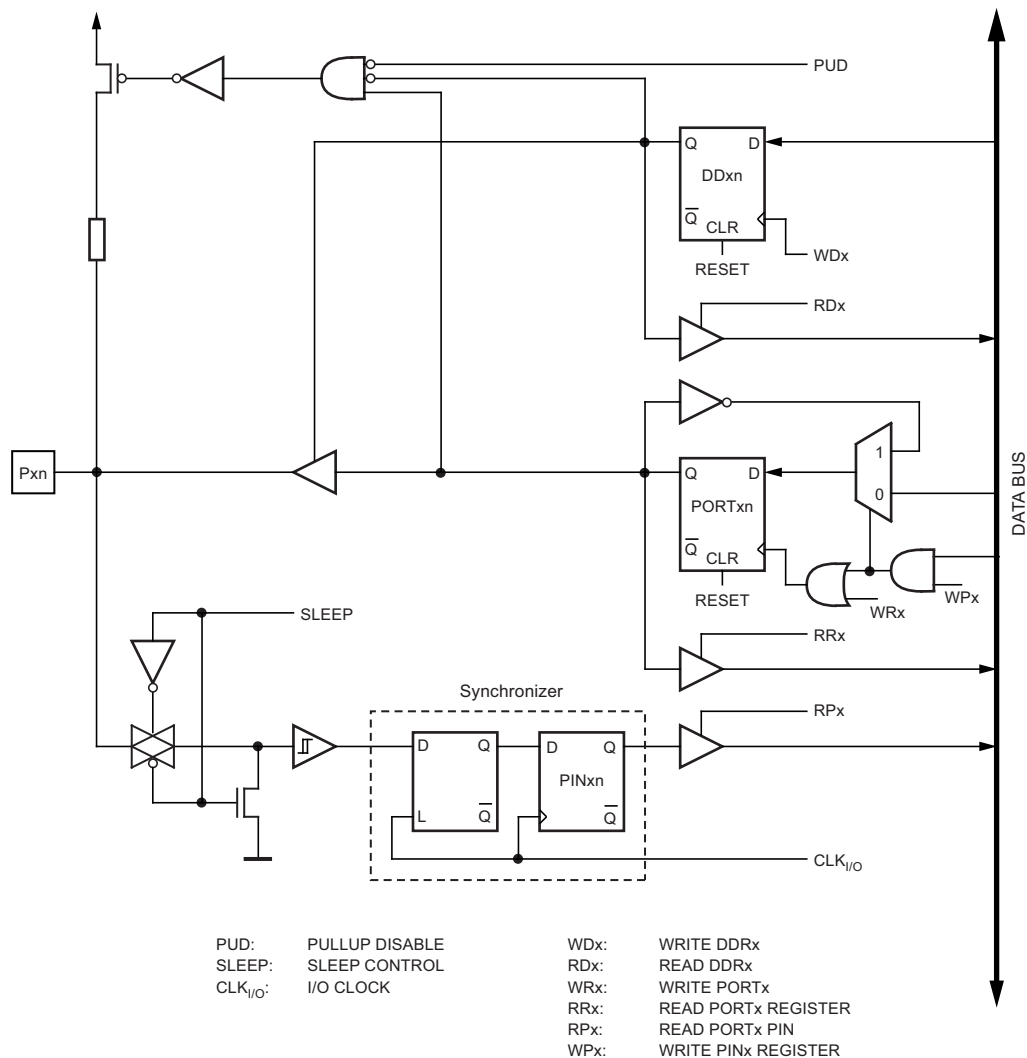 PUD
Q D
DDxn
Q
CLR
RESET
WDx
RDx
Pxn
1
0
Q D
PORTxn
Q
CLR
RESET
WRx
WPx
DATA BUS
SLEEP
RRx
Synchronizer
RPx
D Q
L Q
D Q
PINxn
Q
CLKI/O
PUD: PULLUP DISABLE
SLEEP: SLEEP CONTROL
CLKI/O: I/O CLOCK
WDx: WRITE DDRx
RDx: READ DDRx
WRx: WRITE PORTx
RRx: READ PORTx REGISTER
RPx: READ PORTx PIN
WPx: WRITE PINx REGISTER